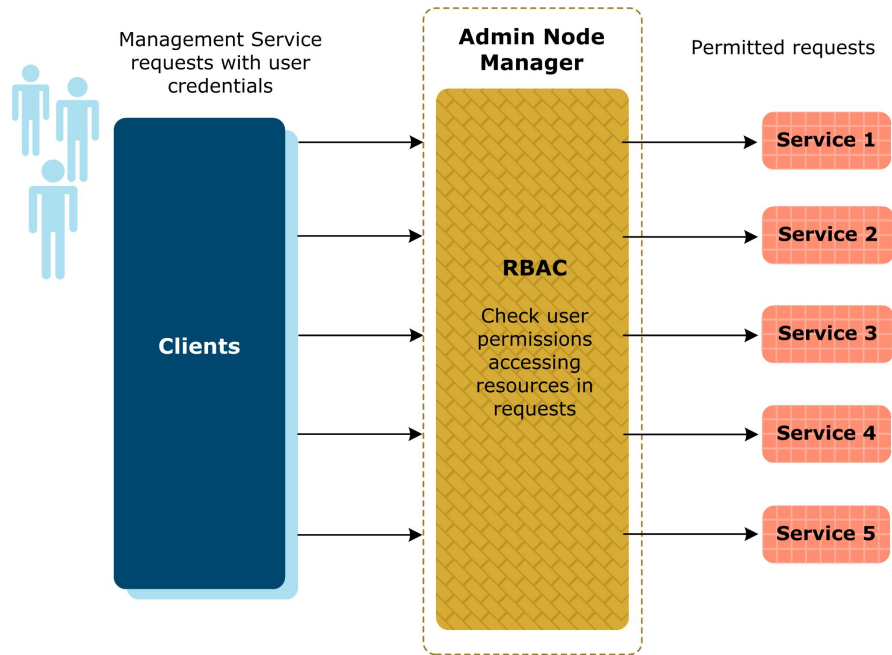 Management Service
requests with user
credentials
Admin Node
Manager
Permitted requests
Clients
RBAC
Check user
permissions
accessing
resources in
requests
Service 1
Service 2
Service 3
Service 4
Service 5